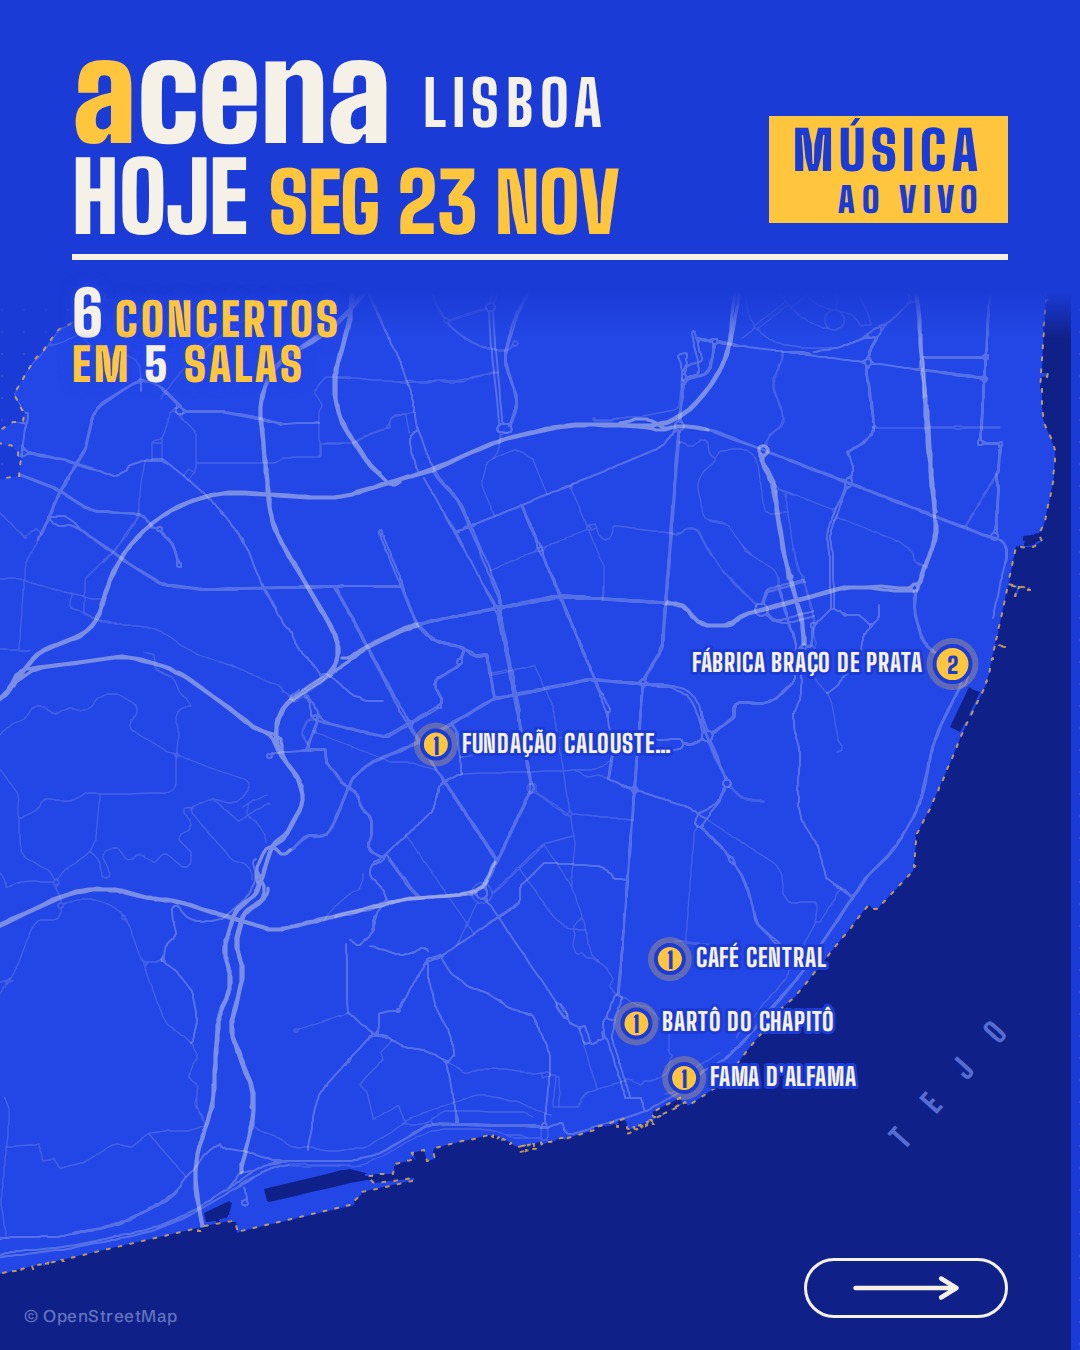 acena LISBOA
HOJE SEG 23 NOV
MÚSICA
AO VIVO
6 CONCERTOS
EM 5 SALAS
FÁBRICA BRAÇO DE PRATA 2
1 FUNDAÇÃO CALOUSTE...
1 CAFÉ CENTRAL
1 BARTÔ DO CHAPITÔ
1 FAMA D'ALFAMA
TEJO
© OpenStreetMap